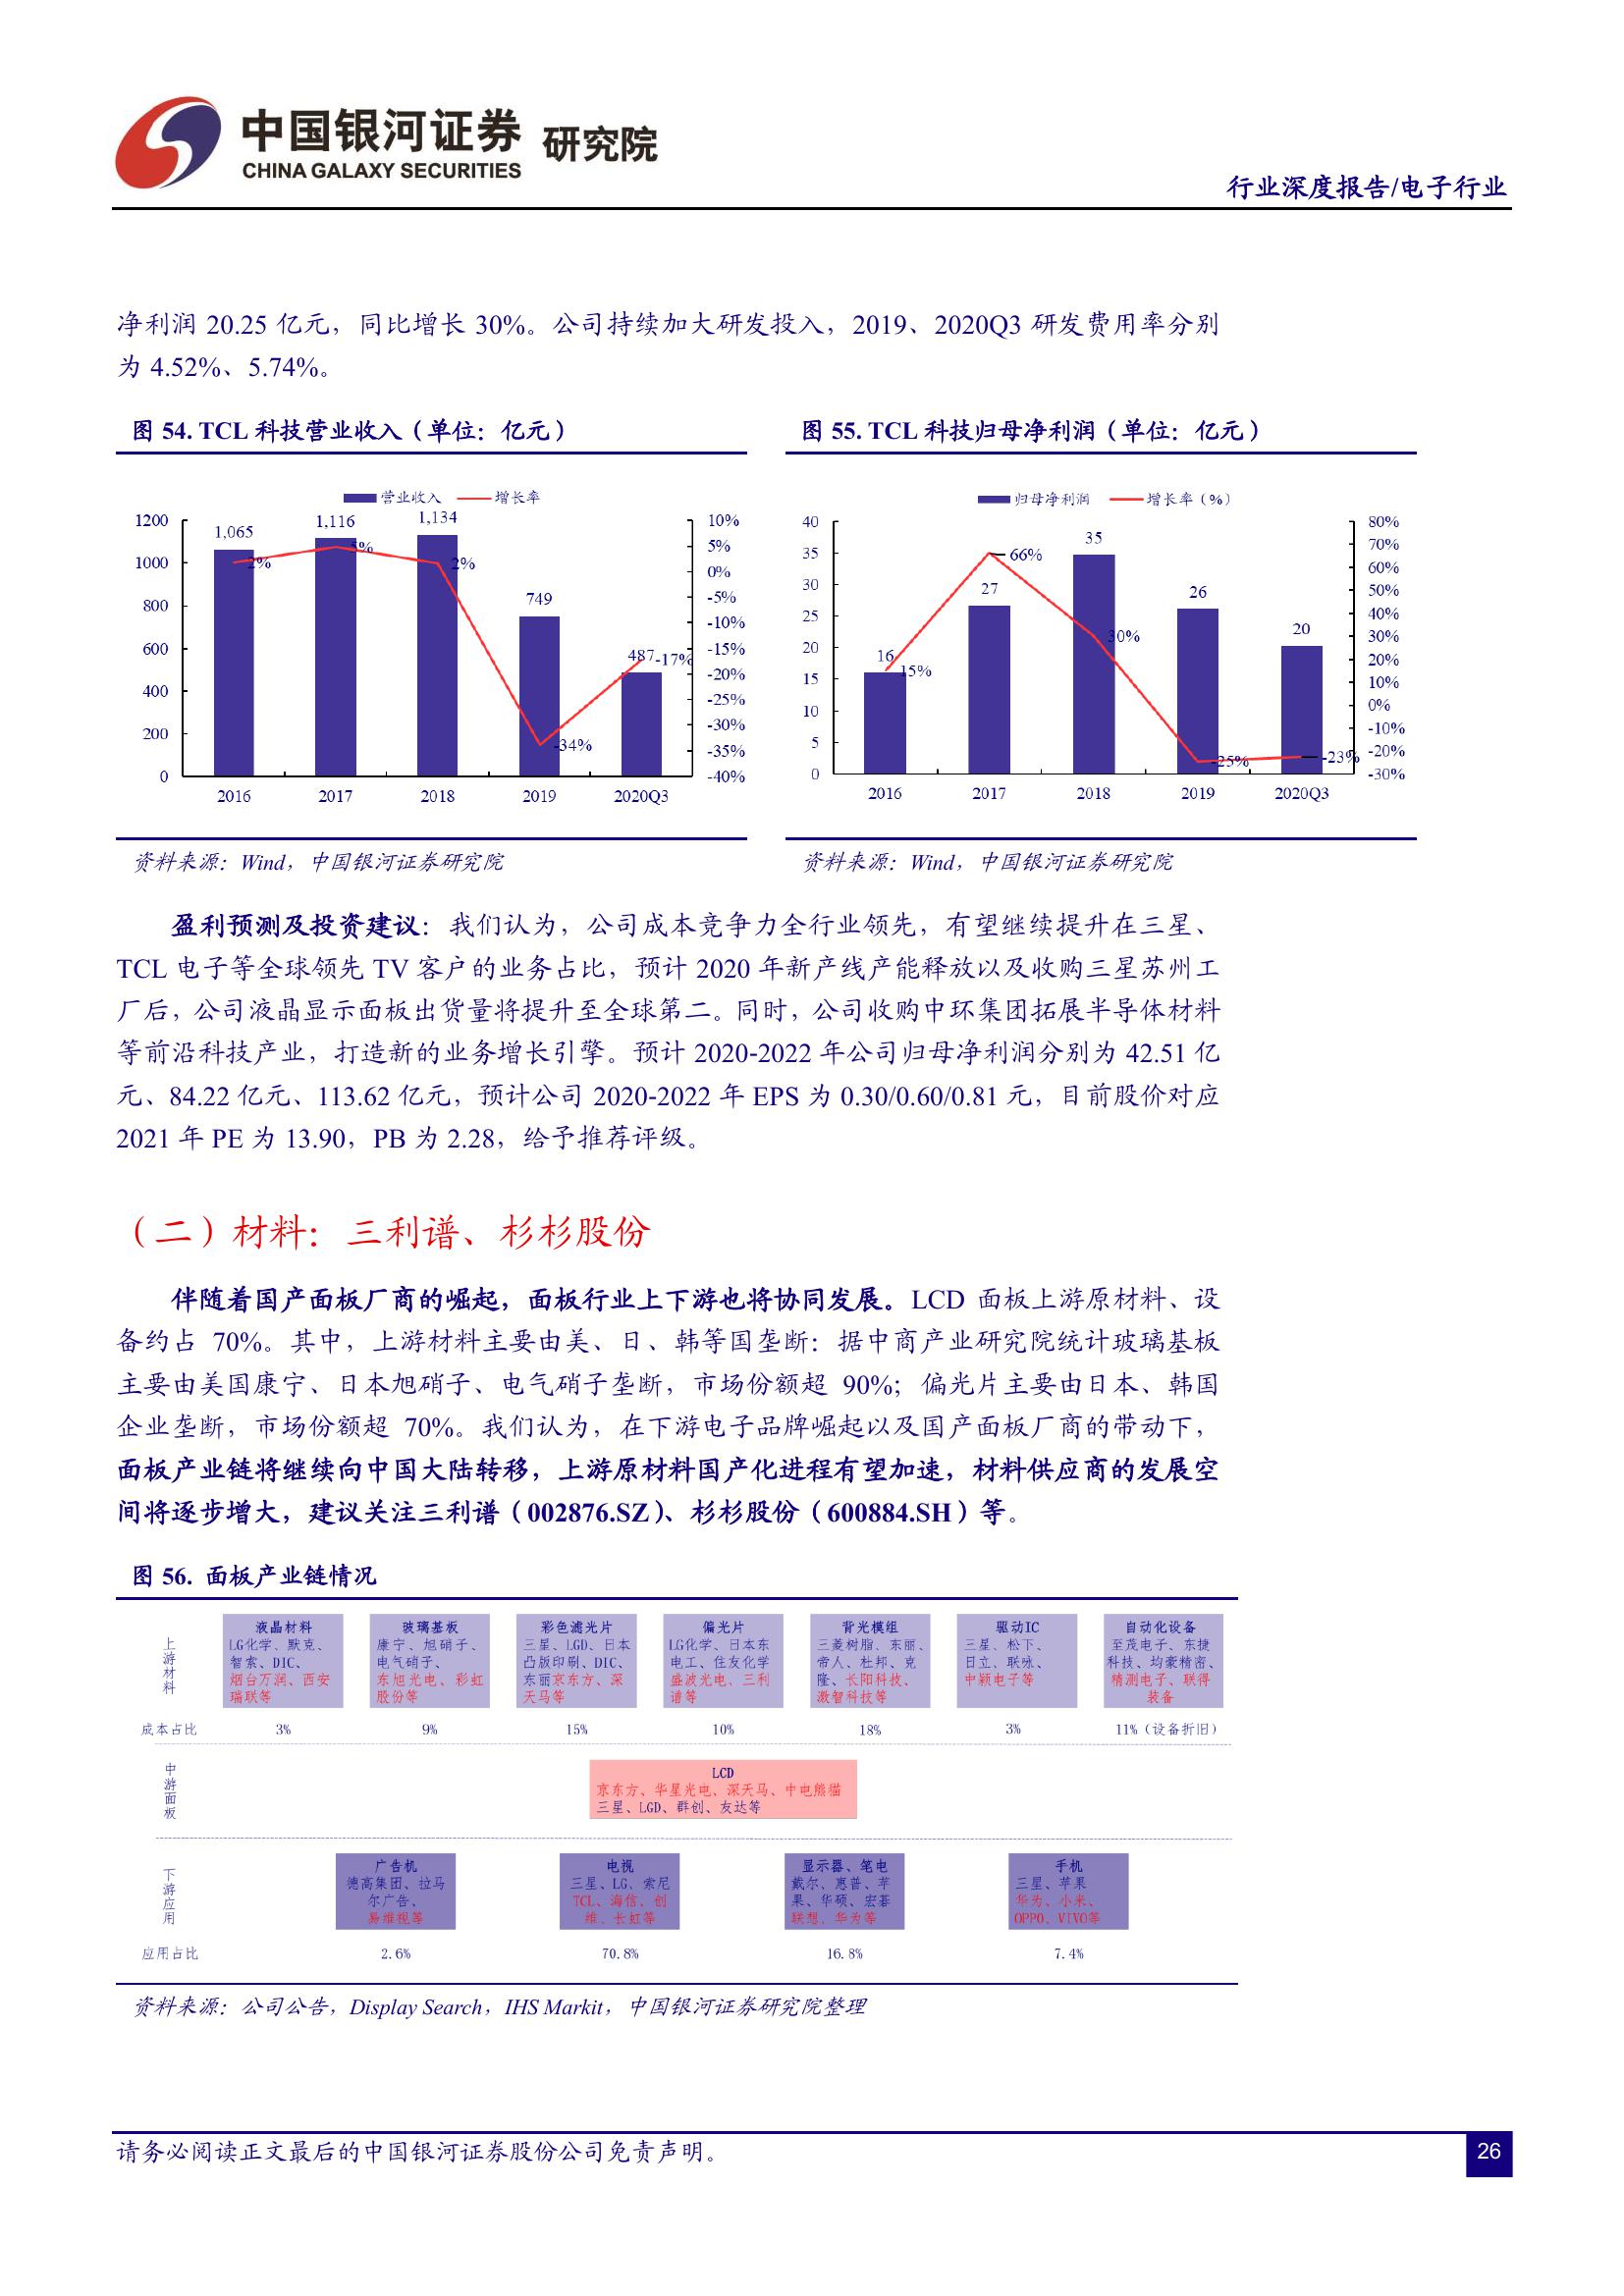 中国银河证券 研究院
CHINA GALAXY SECURITIES
行业深度报告/电子行业
净利润 20.25 亿元，同比增长 30%。公司持续加大研发投入，2019、2020Q3 研发费用率分别
为 4.52%、5.74%。
图 54. TCL 科技营业收入（单位：亿元）
营业收入 增长率
1200
1000
800
600
400
200
0
1,065
1,116
1,134
749
487
2%
5%
2%
-34%
-17%
10%
5%
0%
-5%
-10%
-15%
-20%
-25%
-30%
-35%
-40%
2016 2017 2018 2019 2020Q3
资料来源：Wind，中国银河证券研究院
图 55. TCL 科技归母净利润（单位：亿元）
归母净利润 增长率（%）
40
35
30
25
20
15
10
5
0
16
27
35
26
20
15%
66%
30%
-25%
-23%
80%
70%
60%
50%
40%
30%
20%
10%
0%
-10%
-20%
-30%
2016 2017 2018 2019 2020Q3
资料来源：Wind，中国银河证券研究院
盈利预测及投资建议：我们认为，公司成本竞争力全行业领先，有望继续提升在三星、
TCL 电子等全球领先 TV 客户的业务占比，预计 2020 年新产线产能释放以及收购三星苏州工
厂后，公司液晶显示面板出货量将提升至全球第二。同时，公司收购中环集团拓展半导体材料
等前沿科技产业，打造新的业务增长引擎。预计 2020-2022 年公司归母净利润分别为 42.51 亿
元、84.22 亿元、113.62 亿元，预计公司 2020-2022 年 EPS 为 0.30/0.60/0.81 元，目前股价对应
2021 年 PE 为 13.90，PB 为 2.28，给予推荐评级。
（二）材料：三利谱、杉杉股份
伴随着国产面板厂商的崛起，面板行业上下游也将协同发展。LCD 面板上游原材料、设
备约占 70%。其中，上游材料主要由美、日、韩等国垄断：据中商产业研究院统计玻璃基板
主要由美国康宁、日本旭硝子、电气硝子垄断，市场份额超 90%；偏光片主要由日本、韩国
企业垄断，市场份额超 70%。我们认为，在下游电子品牌崛起以及国产面板厂商的带动下，
面板产业链将继续向中国大陆转移，上游原材料国产化进程有望加速，材料供应商的发展空
间将逐步增大，建议关注三利谱（002876.SZ）、杉杉股份（600884.SH）等。
图 56. 面板产业链情况
上游材料
液晶材料
LG化学、默克、
智索、DIC、
烟台万润、西安
瑞联等
玻璃基板
康宁、旭硝子、
电气硝子、
东旭光电、彩虹
股份等
彩色滤光片
三星、LGD、日本
凸版印刷、DIC、
东丽京东方、深
天马等
偏光片
LG化学、日本东
电工、住友化学
盛波光电、三利
谱等
背光模组
三菱树脂、东丽、
帝人、杜邦、克
隆、长阳科技、
激智科技等
驱动IC
三星、松下、
日立、联咏、
中颖电子等
自动化设备
至茂电子、东捷
科技、均豪精密、
精测电子、联得
装备
成本占比 3% 9% 15% 10% 18% 3% 11%（设备折旧）
中游面板
LCD
京东方、华星光电、深天马、中电熊猫
三星、LGD、群创、友达等
下游应用
广告机
德高集团、拉马
尔广告、
易维视等
电视
三星、LG、索尼
TCL、海信、创
维、长虹等
显示器、笔电
戴尔、惠普、苹
果、华硕、宏碁
联想、华为等
手机
三星、苹果
华为、小米、
OPPO、VIVO等
应用占比 2.6% 70.8% 16.8% 7.4%
资料来源：公司公告，Display Search，IHS Markit，中国银河证券研究院整理
请务必阅读正文最后的中国银河证券股份公司免责声明。
26